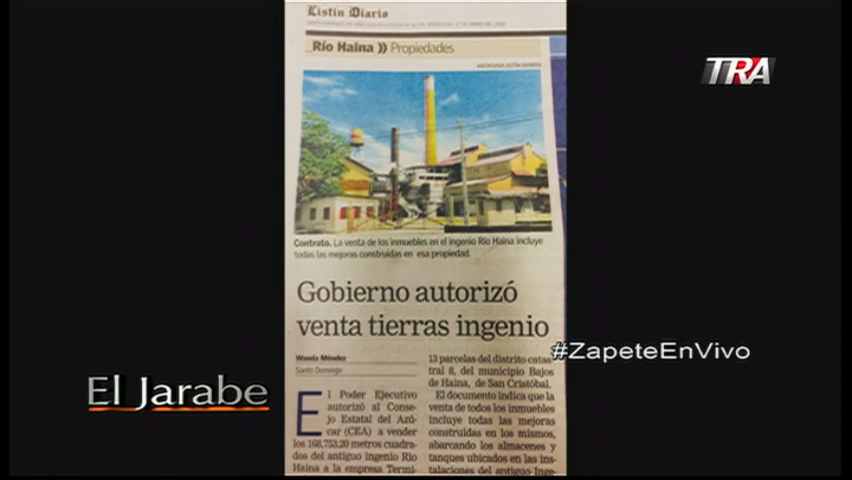 Listín Diario
Río Haina » Propiedades
TRA
Contrato. La venta de los inmuebles en el ingenio Río Haina incluye
todas las mejoras construidas en esa propiedad.
Gobierno autorizó
venta tierras ingenio
Wanda Méndez
Santo Domingo
El Poder Ejecutivo
autorizó al Conse-
jo Estatal del Azú-
car (CEA) a vender
los 168,753.20 metros cuadra-
dos del antiguo ingenio Río
Haina a la empresa Termi-
13 parcelas del distrito catas-
tral 8, del municipio Bajos
de Haina, de San Cristóbal.
El documento indica que la
venta de todos los inmuebles
incluye todas las mejoras
construidas en los mismos,
abarcando los almacenes y
tanques ubicados en las ins-
talaciones del antiguo Inge-
#ZapeteEnVivo
El Jarabe